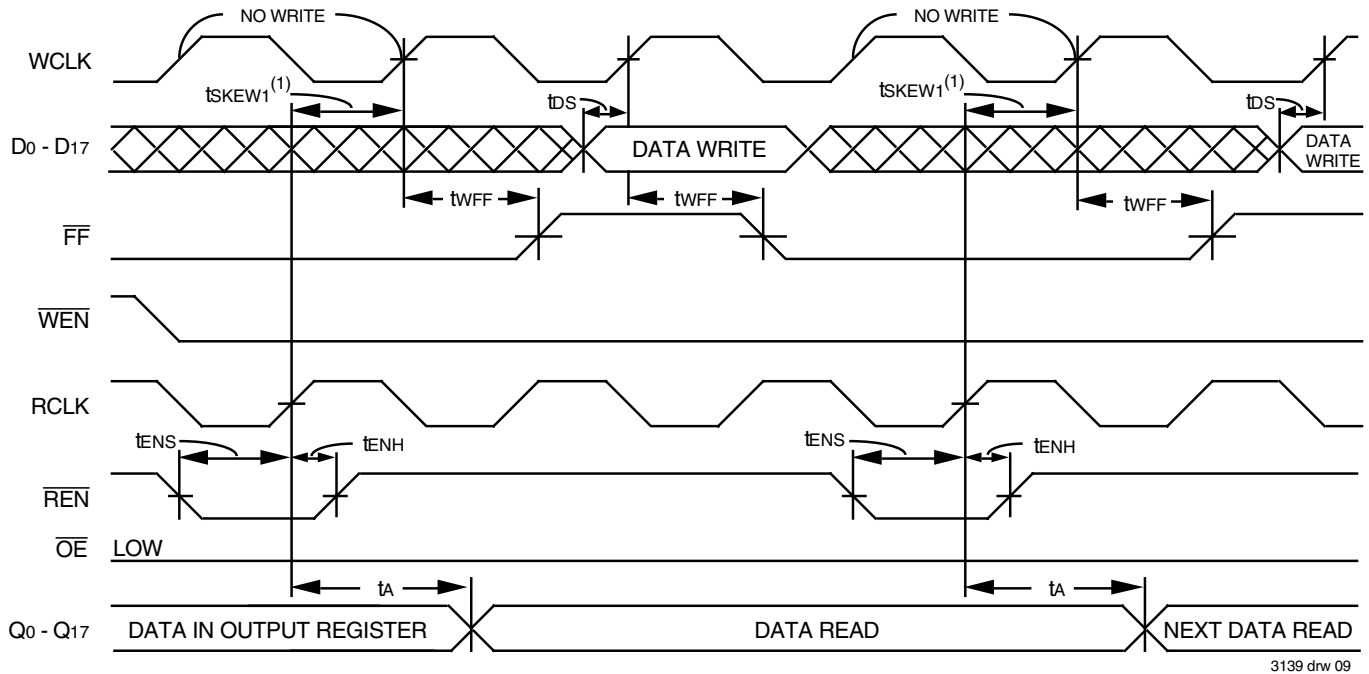 NO WRITE
NO WRITE
WCLK
tSKEW1(1)
tDS
tSKEW1(1)
tDS
D0 - D17
DATA WRITE
DATA
WRITE
tWFF
tWFF
tWFF
FF
WEN
RCLK
tENS
tENH
tENS
tENH
REN
OE
LOW
tA
tA
Q0 - Q17
DATA IN OUTPUT REGISTER
DATA READ
NEXT DATA READ
3139 drw 09